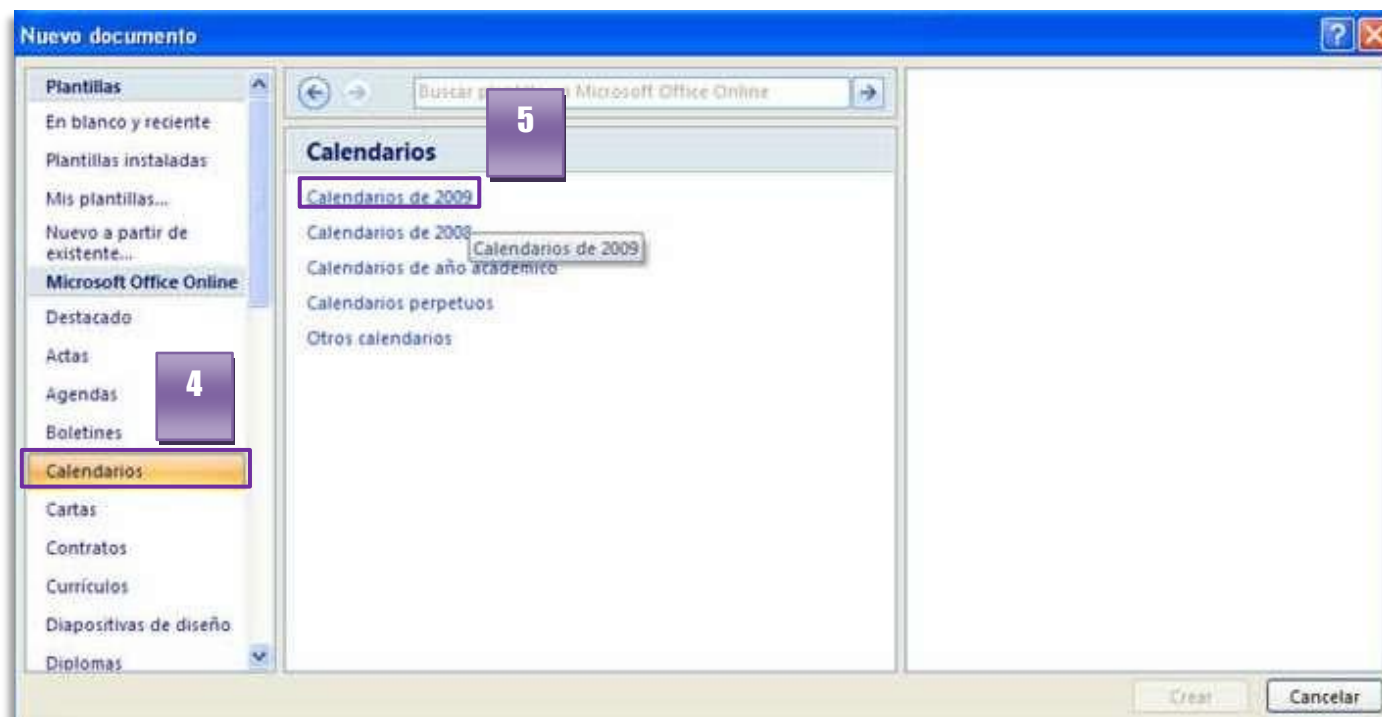 Nuevo documento
Plantillas
En blanco y reciente
Plantillas instaladas
Mis plantillas...
Nuevo a partir de
existente...
Microsoft Office Online
Destacado
Actas
Agendas
Boletines
4
Calendarios
Cartas
Contratos
Currículos
Diapositivas de diseño
Diplomas
Buscar Microsoft Office Online
5
Calendarios
Calendarios de 2009
Calendarios de 2008
Calendarios de 2009
Calendarios de año académico
Calendarios perpetuos
Otros calendarios
Crear
Cancelar